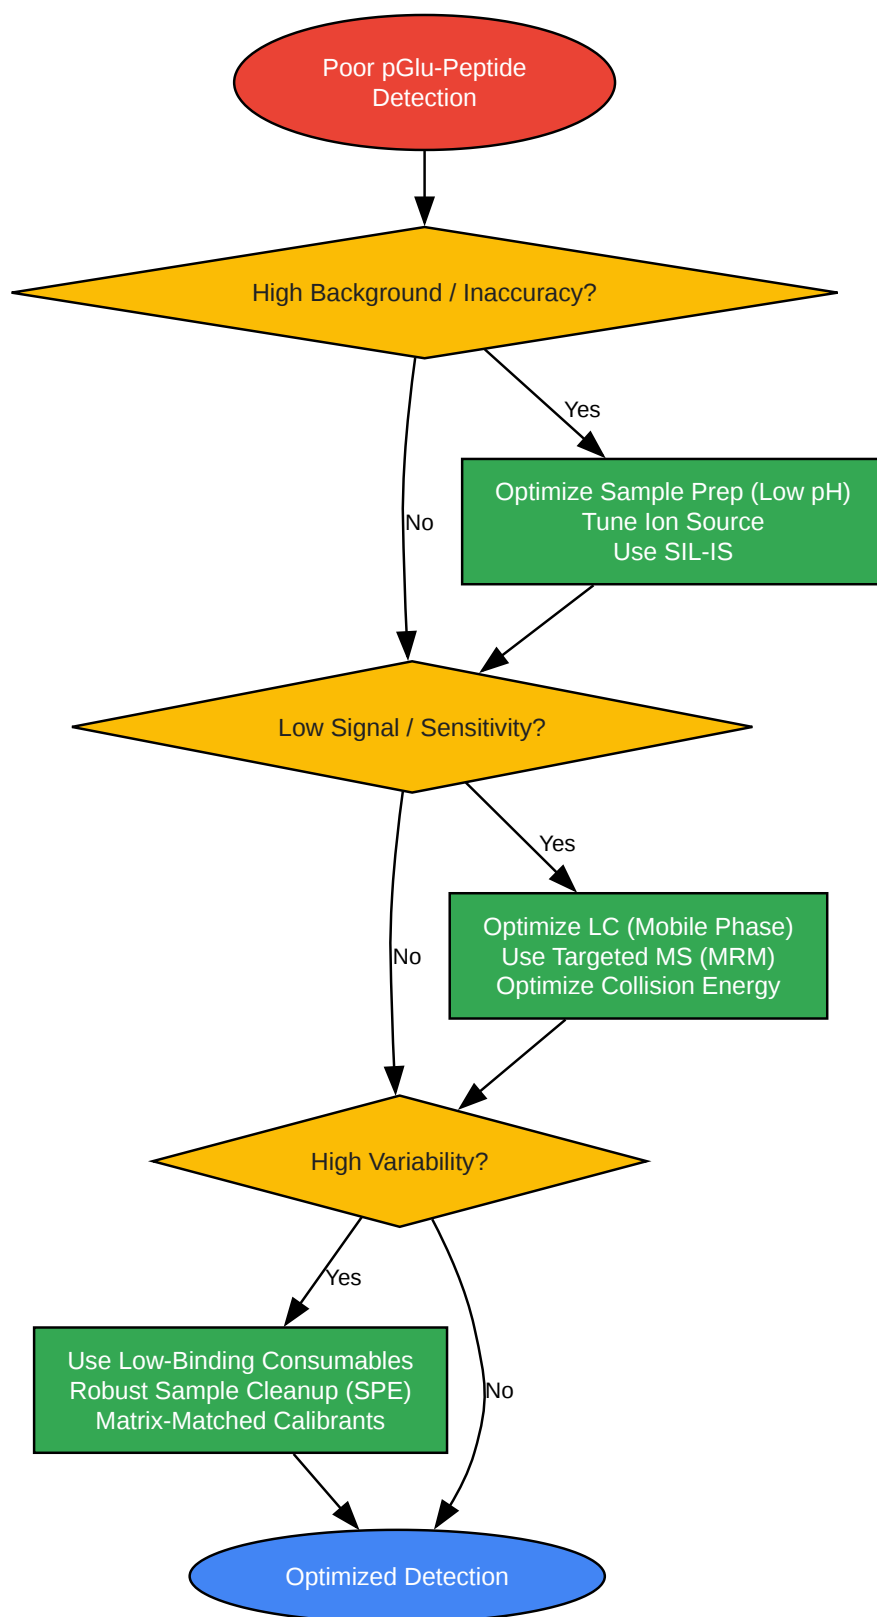 Poor pGlu-Peptide
Detection
High Background / Inaccuracy?
Yes
Optimize Sample Prep (Low pH)
Tune Ion Source
Use SIL-IS
No
Low Signal / Sensitivity?
Yes
Optimize LC (Mobile Phase)
Use Targeted MS (MRM)
Optimize Collision Energy
No
High Variability?
Yes
Use Low-Binding Consumables
Robust Sample Cleanup (SPE)
Matrix-Matched Calibrants
No
Optimized Detection